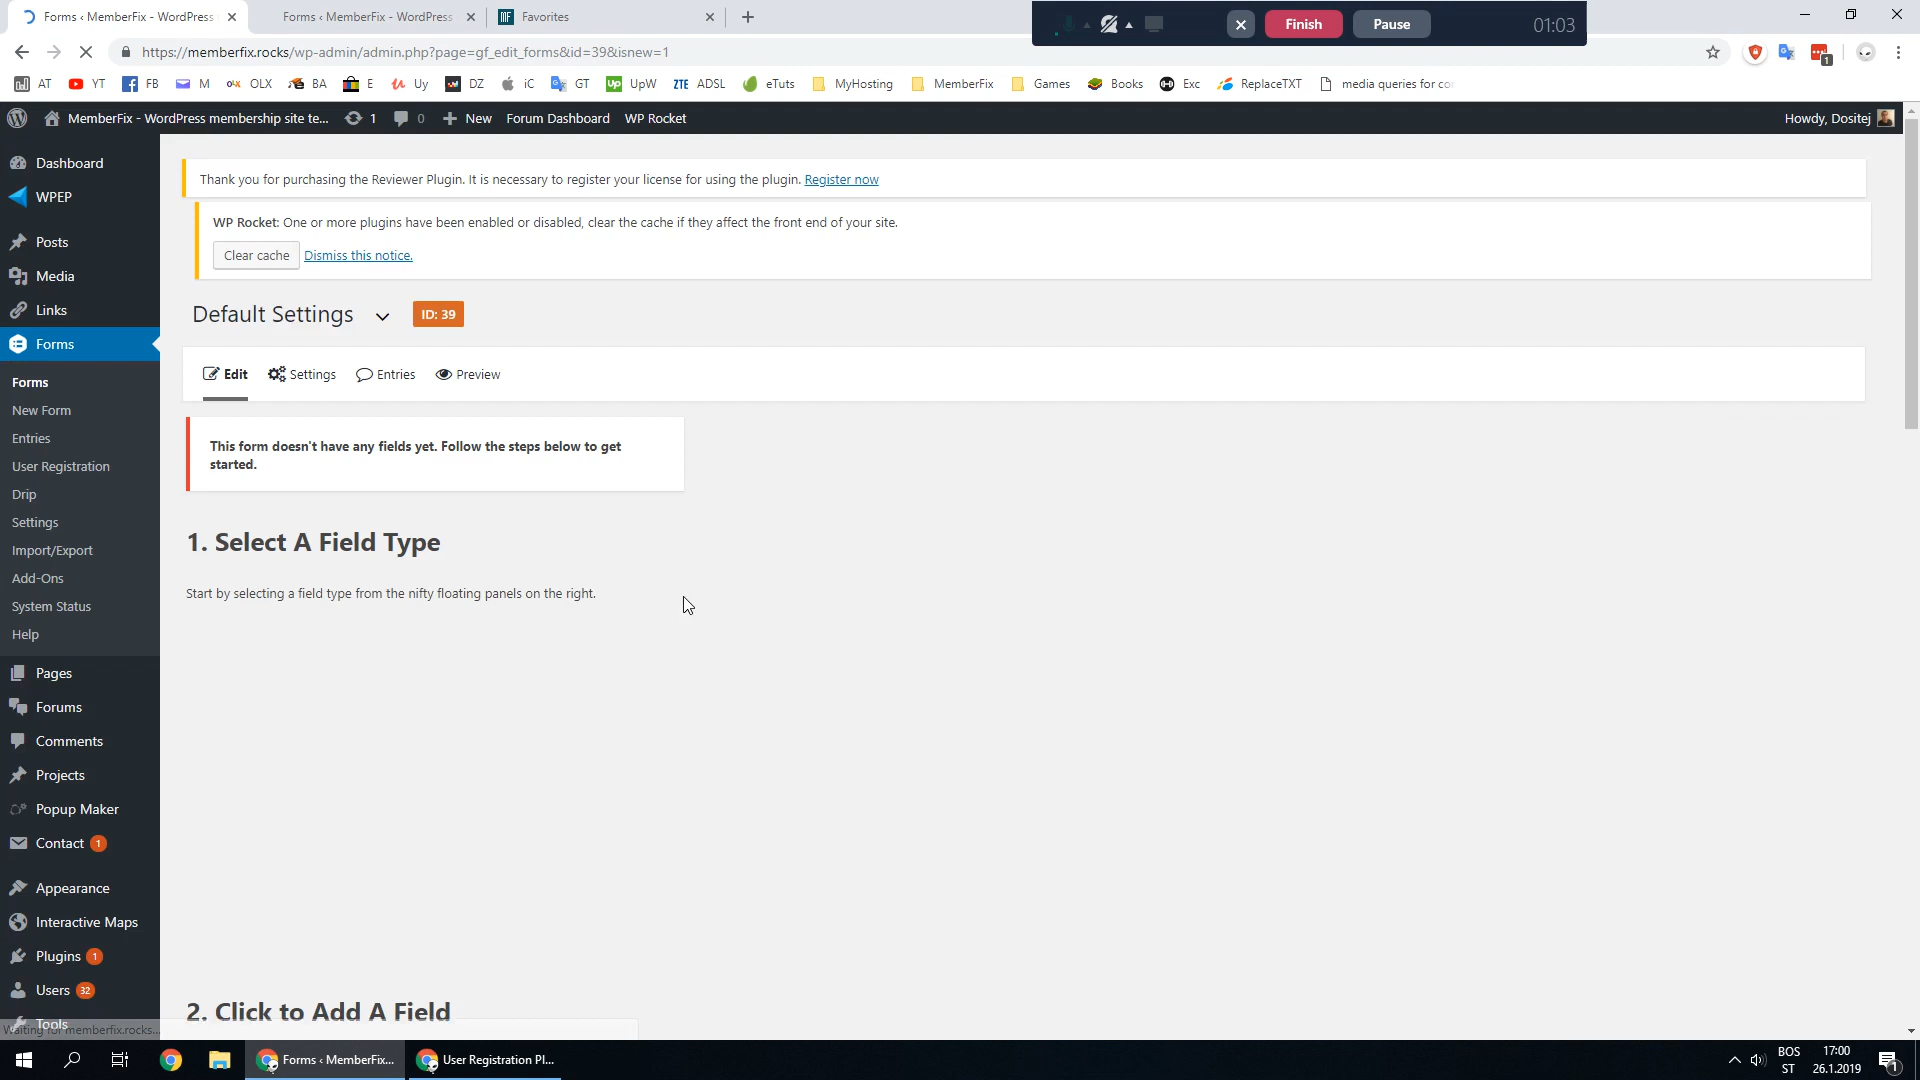 Forms ‹ MemberFix - WordPress
Forms ‹ MemberFix - WordPress
MF Favorites
Finish
Pause
01:03
https://memberfix.rocks/wp-admin/admin.php?page=gf_edit_forms&id=39&isnew=1
1
AT
YT
FB
M
OLX
BA
E
Uy
DZ
iC
GT
UpW
ZTE ADSL
eTuts
MyHosting
MemberFix
Games
Books
Exc
ReplaceTXT
media queries for co
MemberFix - WordPress membership site te...
1
0
New
Forum Dashboard
WP Rocket
Howdy, Dositej
Dashboard
WPEP
Posts
Media
Links
Forms
Forms
New Form
Entries
User Registration
Drip
Settings
Import/Export
Add-Ons
System Status
Help
Pages
Forums
Comments
Projects
Popup Maker
Contact 1
Appearance
Interactive Maps
Plugins 1
Users 32
Tools
Waiting for memberfix.rocks...
Thank you for purchasing the Reviewer Plugin. It is necessary to register your license for using the plugin. Register now
WP Rocket: One or more plugins have been enabled or disabled, clear the cache if they affect the front end of your site.
Clear cache
Dismiss this notice.
Default Settings
ID: 39
Edit
Settings
Entries
Preview
This form doesn't have any fields yet. Follow the steps below to get
started.
1. Select A Field Type
Start by selecting a field type from the nifty floating panels on the right.
2. Click to Add A Field
Forms ‹ MemberFix...
User Registration Pl...
BOS
ST
17:00
26.1.2019
1